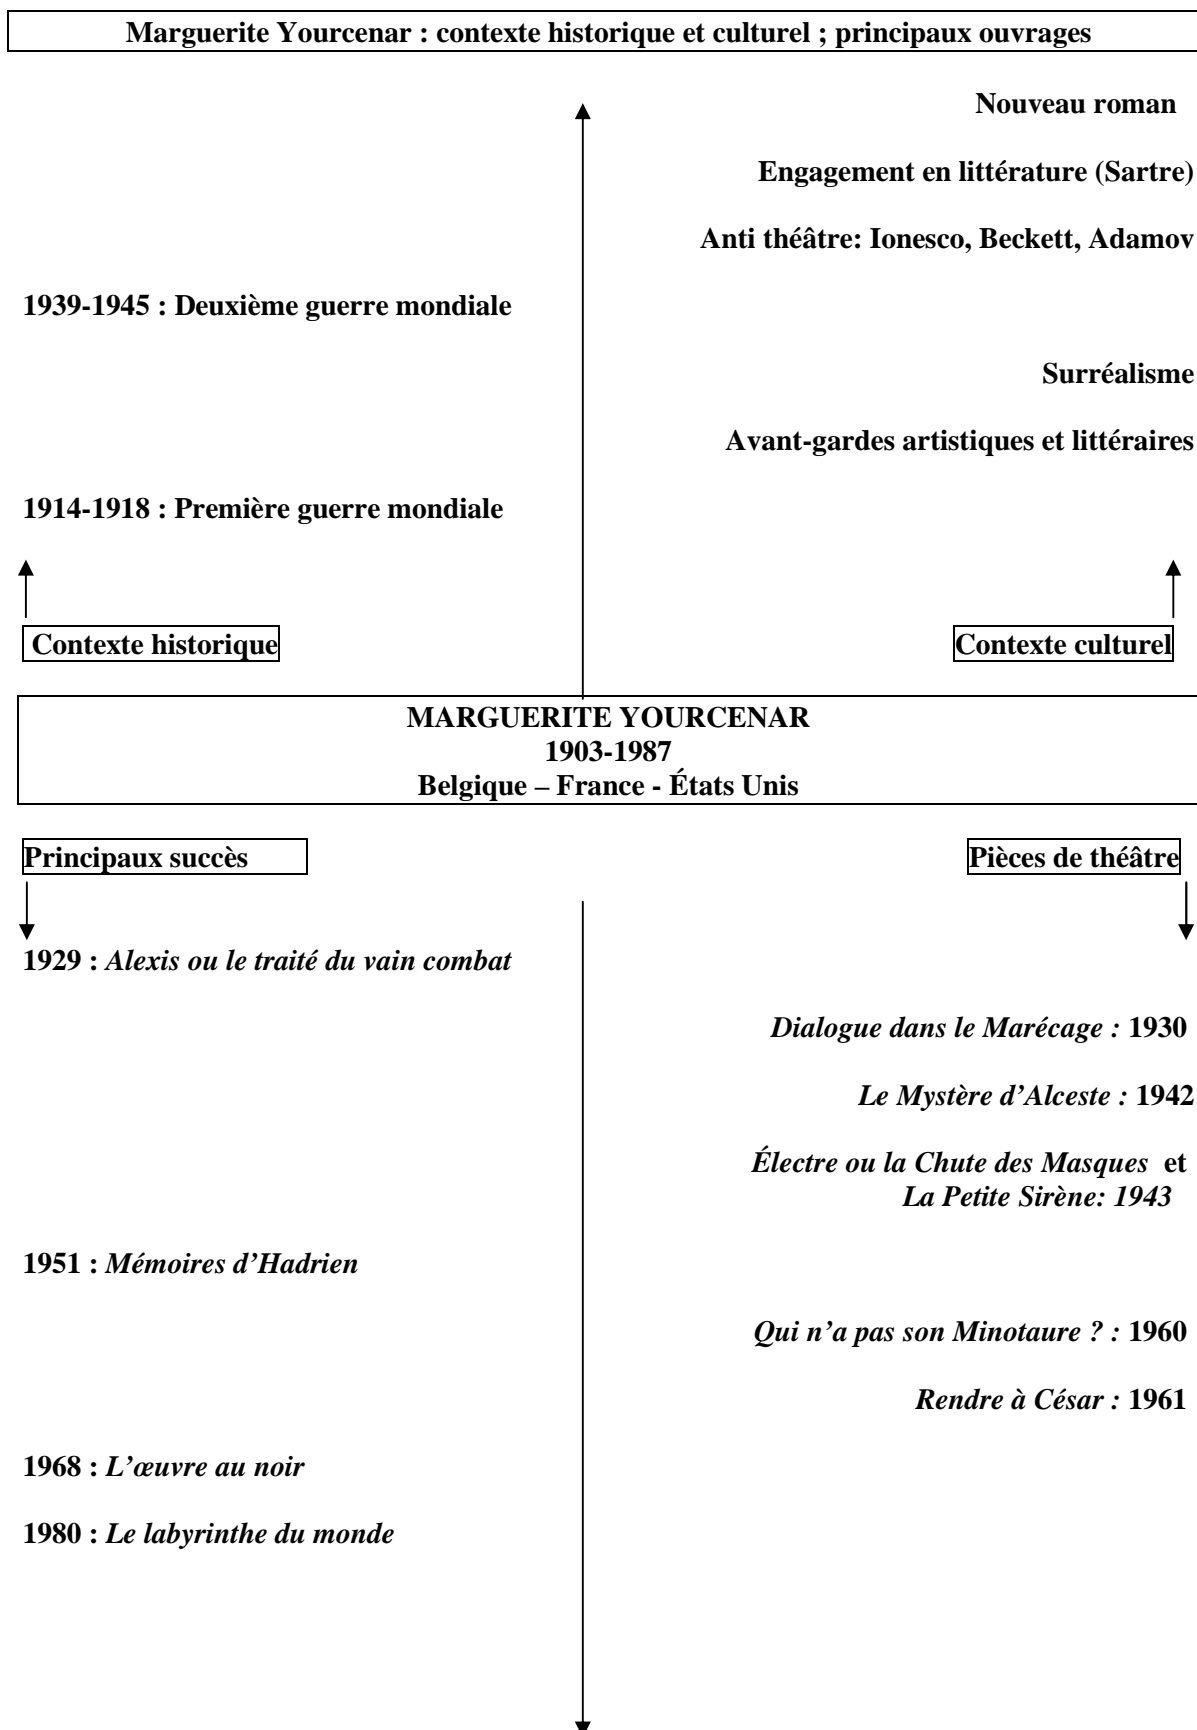 Marguerite Yourcenar : contexte historique et culturel ; principaux ouvrages
Nouveau roman
Engagement en littérature (Sartre)
Anti théâtre: Ionesco, Beckett, Adamov
1939-1945 : Deuxième guerre mondiale
Surréalisme
Avant-gardes artistiques et littéraires
1914-1918 : Première guerre mondiale
Contexte historique
Contexte culturel
MARGUERITE YOURCENAR
1903-1987
Belgique – France - États Unis
Principaux succès
Pièces de théâtre
1929 : Alexis ou le traité du vain combat
Dialogue dans le Marécage : 1930
Le Mystère d’Alceste : 1942
Électre ou la Chute des Masques et
La Petite Sirène: 1943
1951 : Mémoires d’Hadrien
Qui n’a pas son Minotaure ? : 1960
Rendre à César : 1961
1968 : L’œuvre au noir
1980 : Le labyrinthe du monde